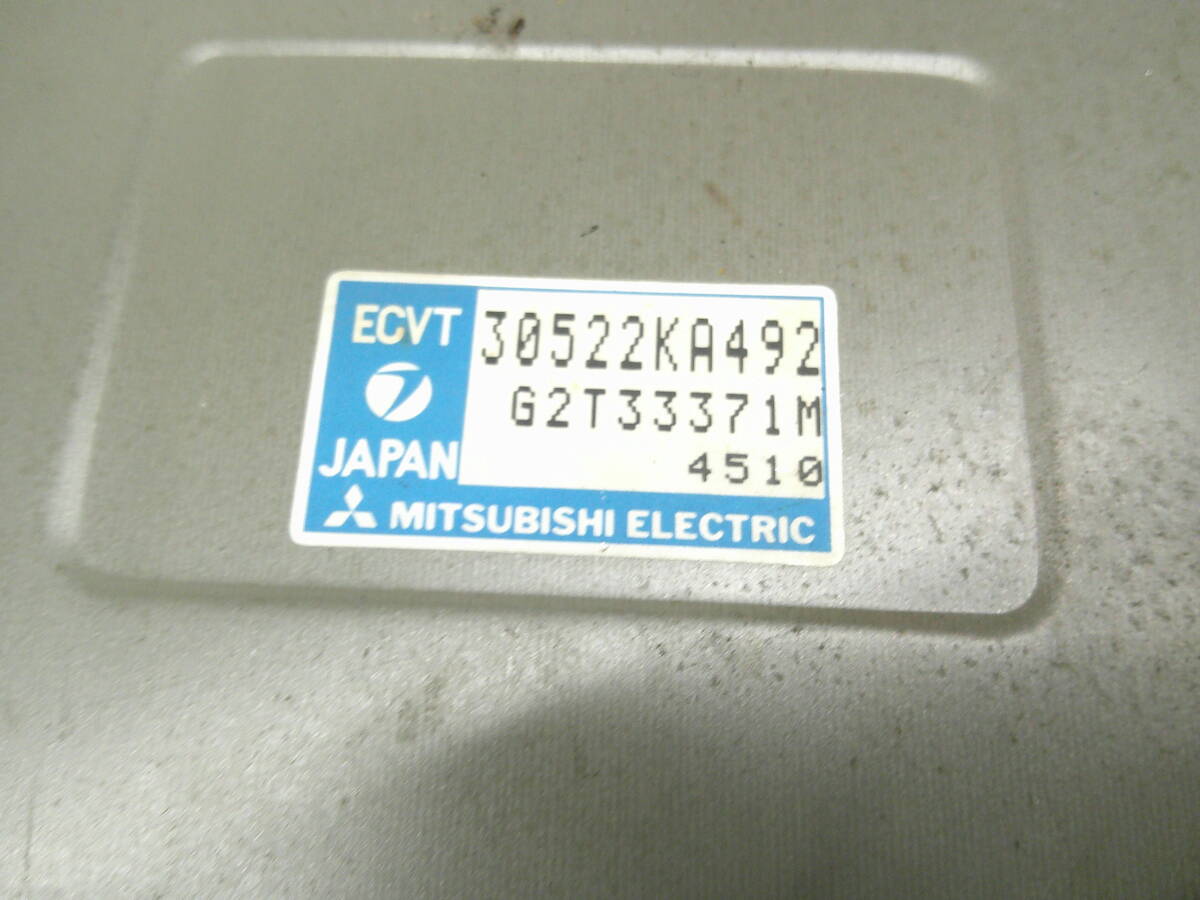 ECVT 30522KA492
G2T33371M
JAPAN 4510
MITSUBISHI ELECTRIC